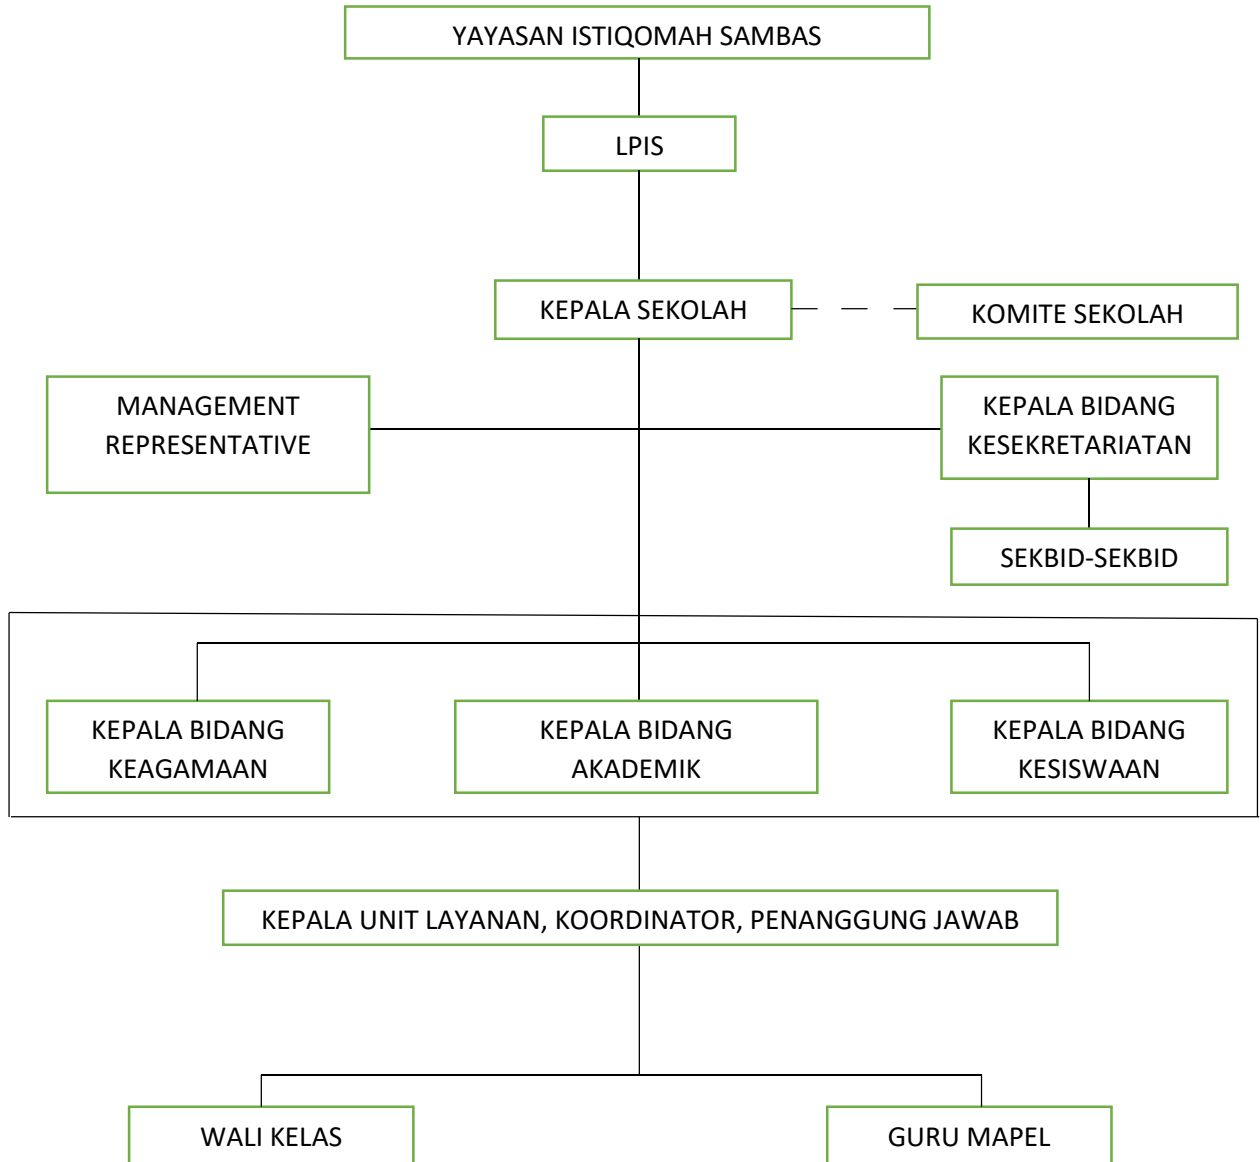 YAYASAN ISTIQOMAH SAMBAS
LPIS
KEPALA SEKOLAH
KOMITE SEKOLAH
MANAGEMENT
REPRESENTATIVE
KEPALA BIDANG
KESEKRETARIATAN
SEKBID-SEKBID
KEPALA BIDANG
KEAGAMAAN
KEPALA BIDANG
AKADEMIK
KEPALA BIDANG
KESISWAAN
KEPALA UNIT LAYANAN, KOORDINATOR, PENANGGUNG JAWAB
WALI KELAS
GURU MAPEL